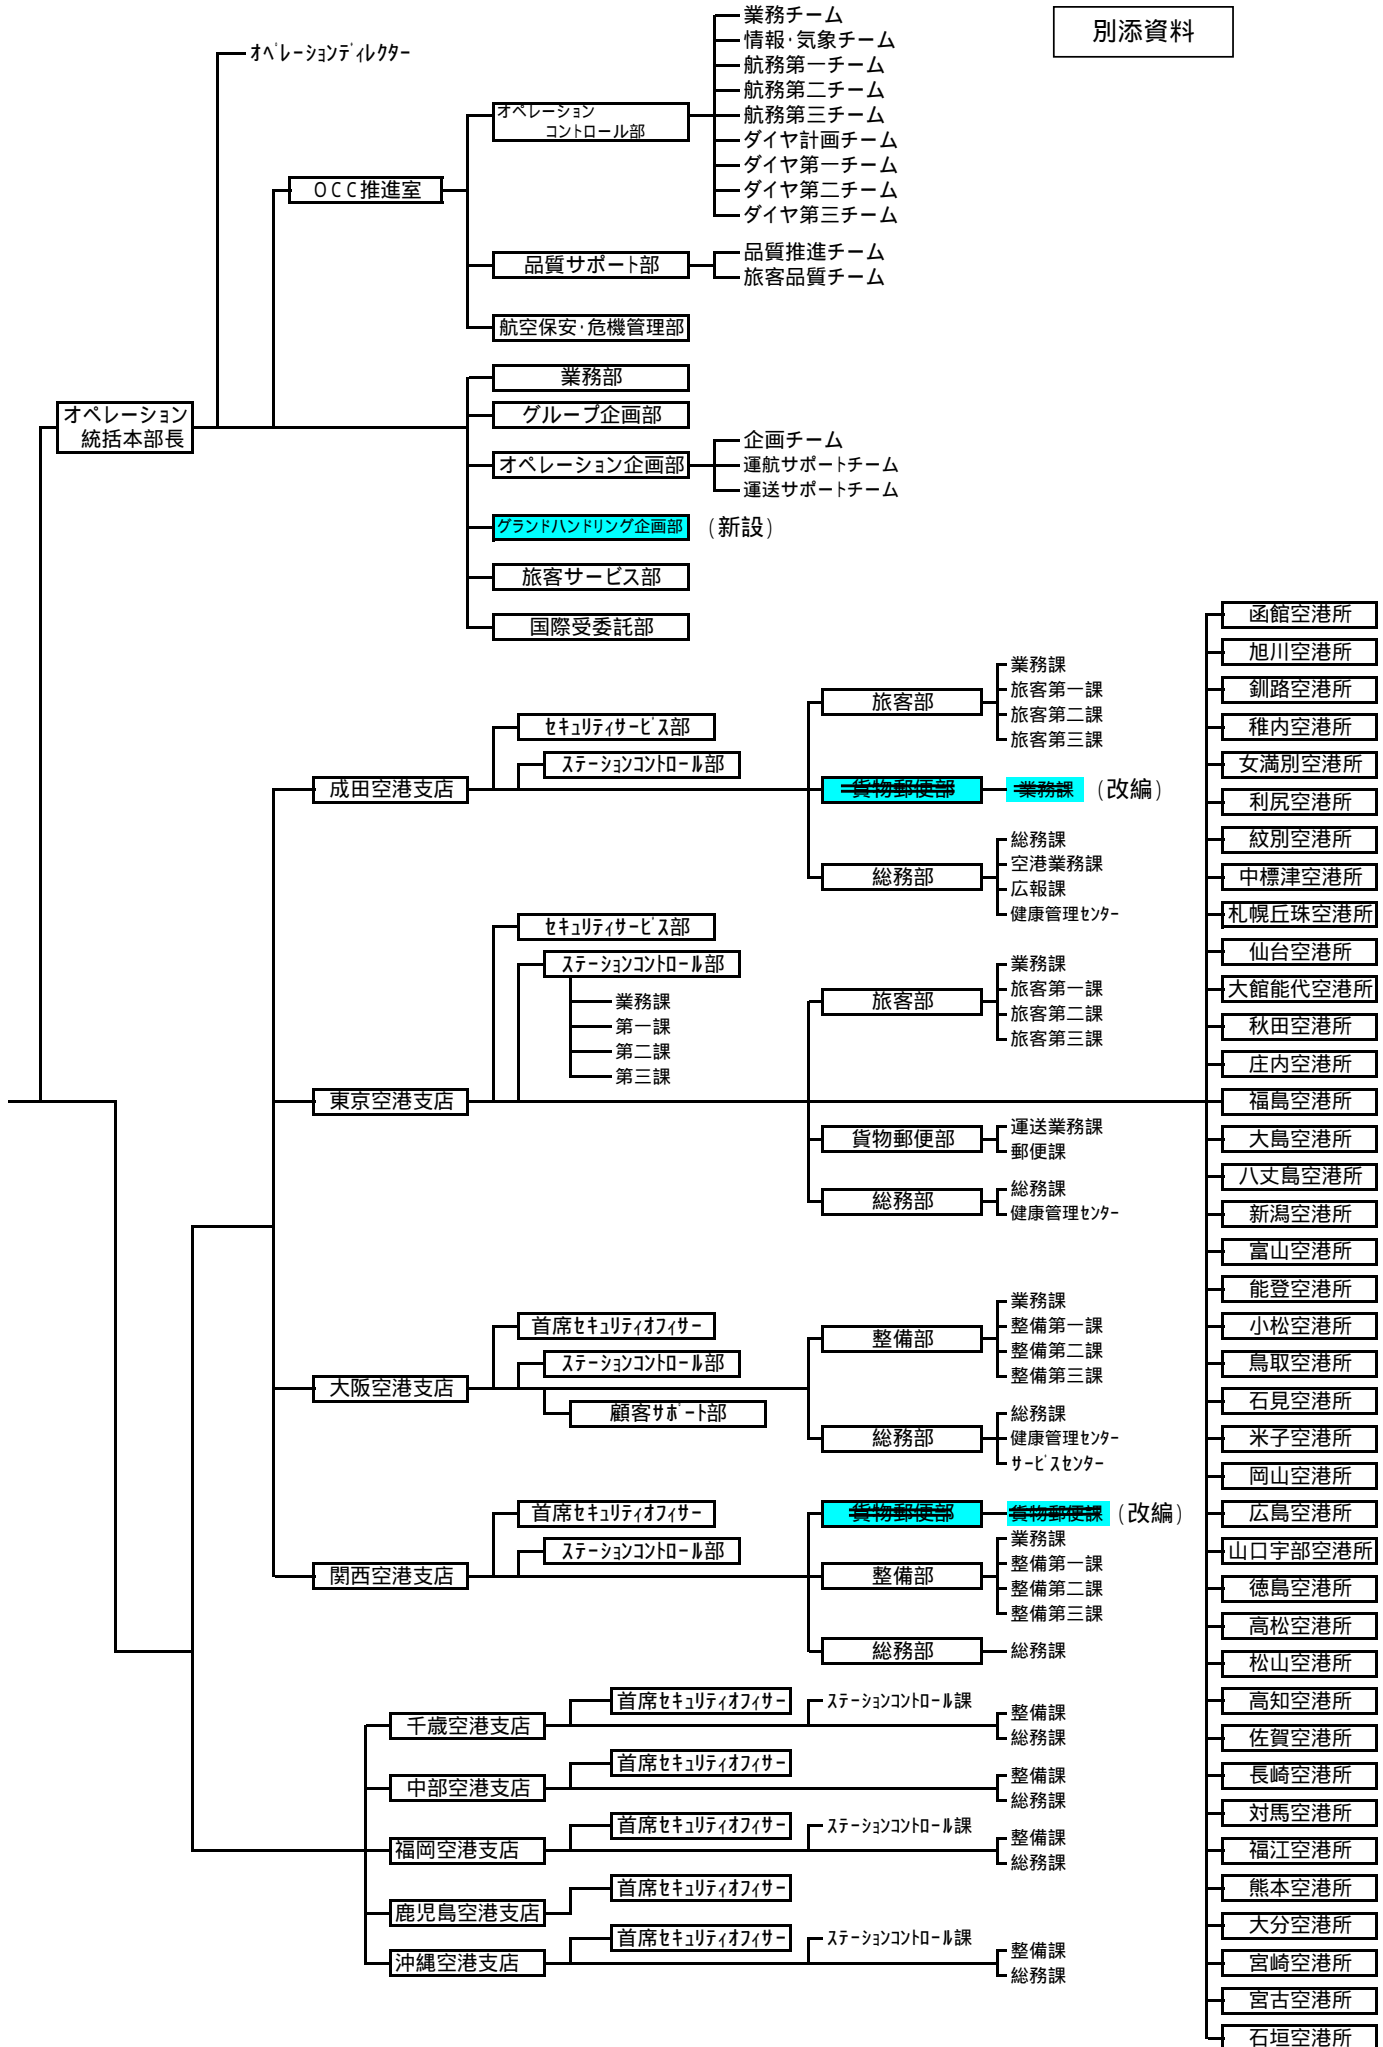 別添資料
オペレーションディレクター
業務チーム
情報・気象チーム
航務第一チーム
航務第二チーム
航務第三チーム
ダイヤ計画チーム
ダイヤ第一チーム
ダイヤ第二チーム
ダイヤ第三チーム
オペレーション
コントロール部
OCC推進室
品質サポート部
品質推進チーム
旅客品質チーム
航空保安・危機管理部
オペレーション
統括本部長
業務部
グループ企画部
オペレーション企画部
企画チーム
運航サポートチーム
運送サポートチーム
グランドハンドリング企画部 (新設)
旅客サービス部
国際受委託部
成田空港支店
セキュリティサービス部
ステーションコントロール部
旅客部
業務課
旅客第一課
旅客第二課
旅客第三課
貨物郵便部 業務課 (改編)
総務部
総務課
空港業務課
広報課
健康管理センター
東京空港支店
セキュリティサービス部
ステーションコントロール部
業務課
第一課
第二課
第三課
旅客部
業務課
旅客第一課
旅客第二課
旅客第三課
貨物郵便部
運送業務課
郵便課
総務部
総務課
健康管理センター
大阪空港支店
首席セキュリティオフィサー
ステーションコントロール部
顧客サポート部
整備部
業務課
整備第一課
整備第二課
整備第三課
総務部
総務課
健康管理センター
サービスセンター
関西空港支店
首席セキュリティオフィサー
ステーションコントロール部
貨物郵便部 貨物郵便課 (改編)
整備部
業務課
整備第一課
整備第二課
整備第三課
総務部
総務課
千歳空港支店
首席セキュリティオフィサー
ステーションコントロール課
整備課
総務課
中部空港支店
首席セキュリティオフィサー
整備課
総務課
福岡空港支店
首席セキュリティオフィサー
ステーションコントロール課
整備課
総務課
鹿児島空港支店
首席セキュリティオフィサー
沖縄空港支店
首席セキュリティオフィサー
ステーションコントロール課
整備課
総務課
函館空港所
旭川空港所
釧路空港所
稚内空港所
女満別空港所
利尻空港所
紋別空港所
中標津空港所
札幌丘珠空港所
仙台空港所
大館能代空港所
秋田空港所
庄内空港所
福島空港所
大島空港所
八丈島空港所
新潟空港所
富山空港所
能登空港所
小松空港所
鳥取空港所
石見空港所
米子空港所
岡山空港所
広島空港所
山口宇部空港所
徳島空港所
高松空港所
松山空港所
高知空港所
佐賀空港所
長崎空港所
対馬空港所
福江空港所
熊本空港所
大分空港所
宮崎空港所
宮古空港所
石垣空港所